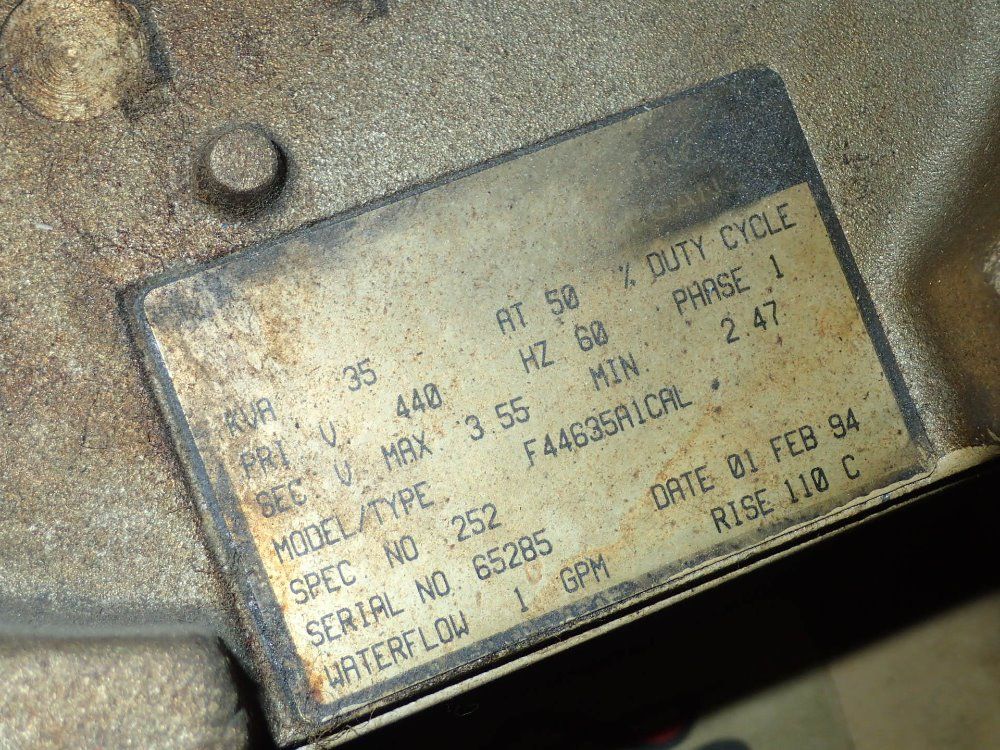 KVA 35 AT 50 % DUTY CYCLE
PRI. V. 440 HZ 60 PHASE 1
SEC. V. MAX. 3.55 MIN. 2.47
MODEL/TYPE F44635A1CAL
SPEC. NO. 252
SERIAL NO. 65285 DATE 01 FEB 94
WATERFLOW 1 GPM RISE 110 C